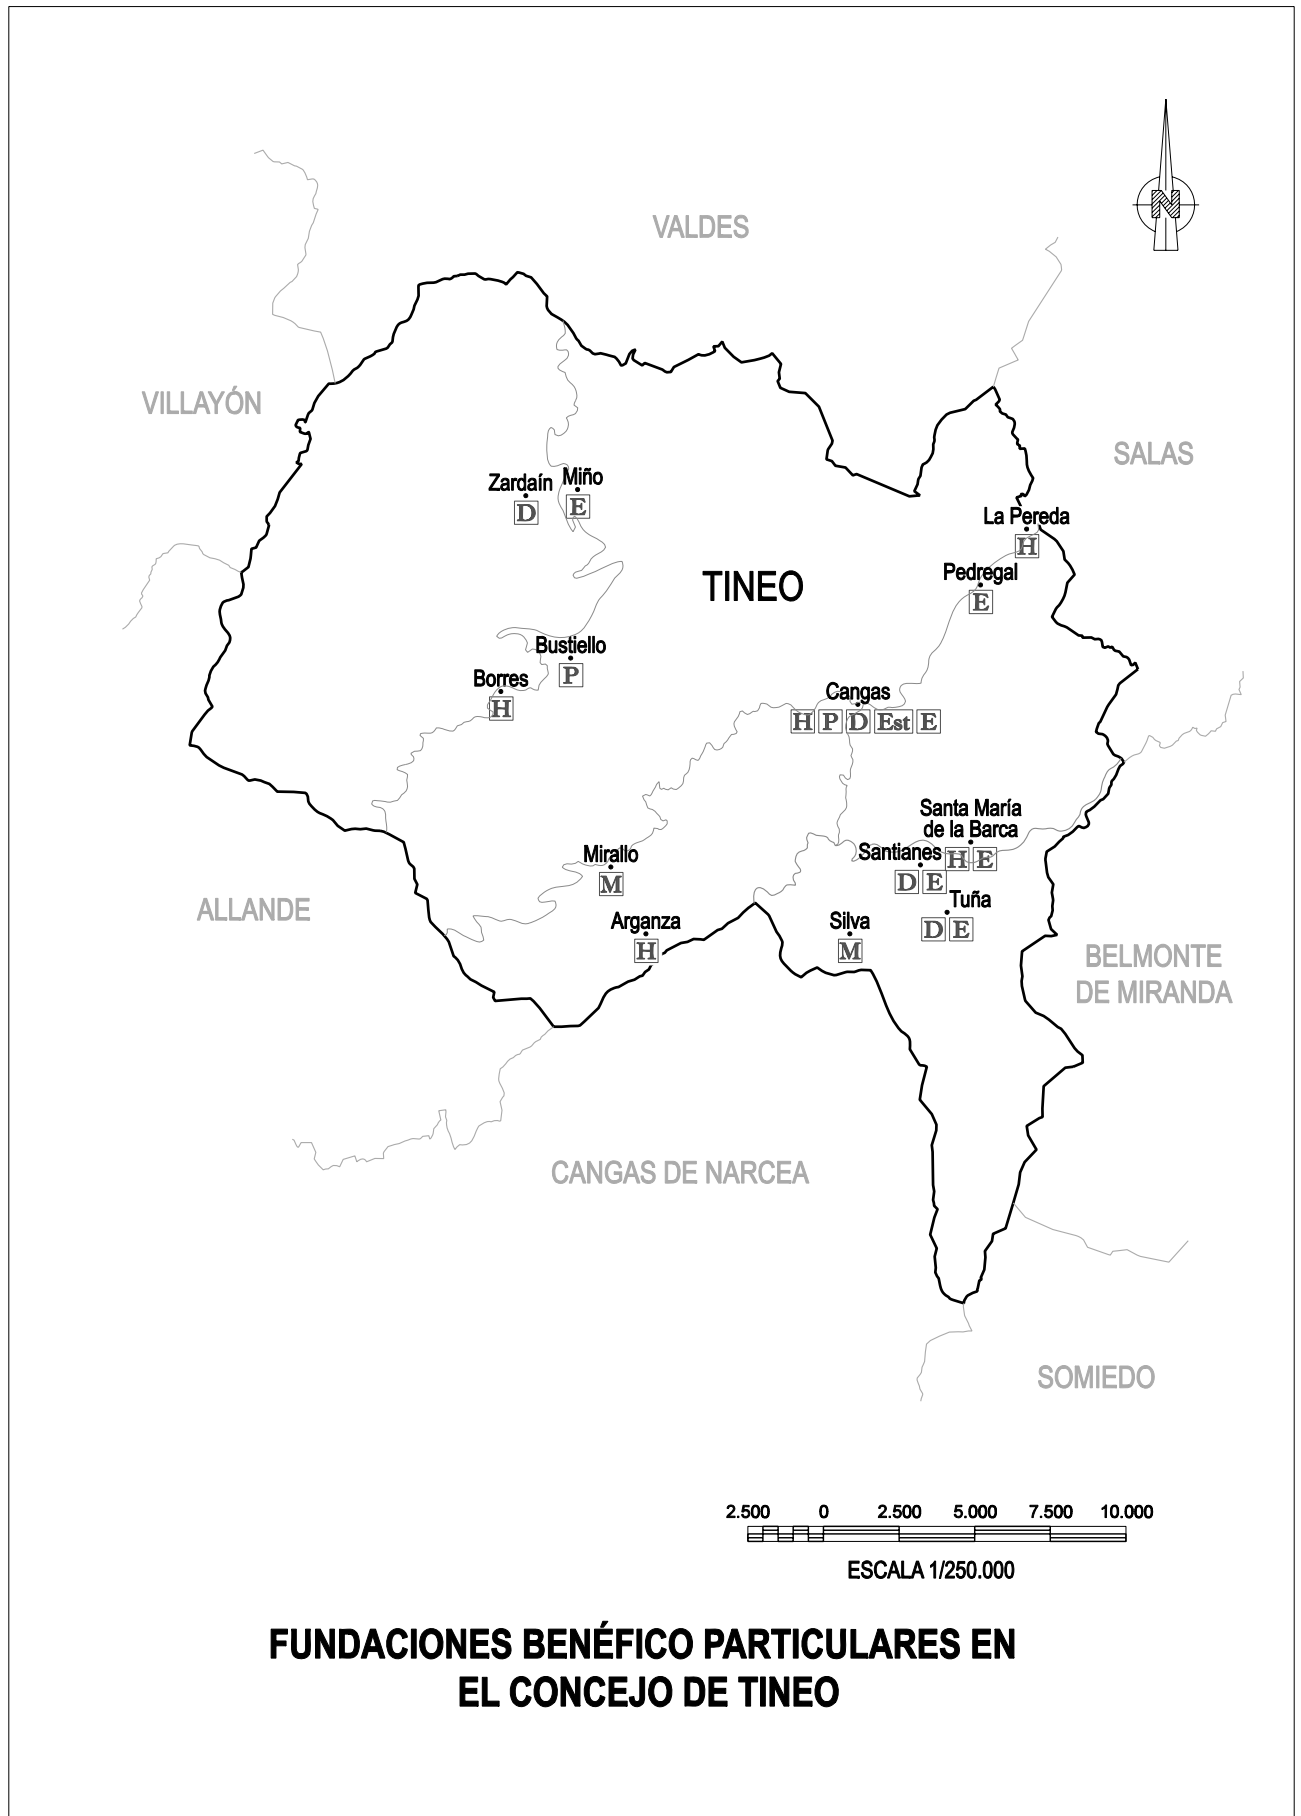 N
VALDES
VILLAYÓN
SALAS
Zardaín
D
Miño
E
La Pereda
H
TINEO
Pedregal
E
Bustiello
P
Borres
H
Cangas
H P D Est E
Santa María
de la Barca
H E
Santianes
D E
Mirallo
M
Tuña
D E
ALLANDE
Arganza
H
Silva
M
BELMONTE
DE MIRANDA
CANGAS DE NARCEA
SOMIEDO
2.500 0 2.500 5.000 7.500 10.000
ESCALA 1/250.000
FUNDACIONES BENÉFICO PARTICULARES EN
EL CONCEJO DE TINEO